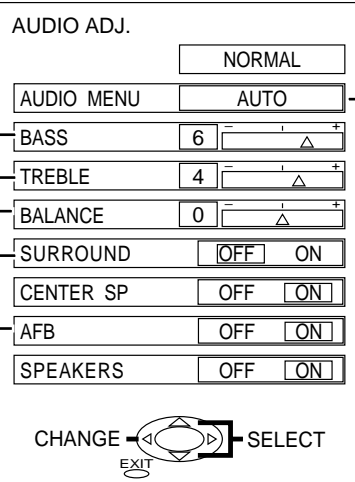 AUDIO ADJ.
NORMAL
AUDIO MENU AUTO
BASS 6 - +
TREBLE 4 - +
BALANCE 0 - +
SURROUND OFF ON
CENTER SP OFF ON
AFB OFF ON
SPEAKERS OFF ON
CHANGE SELECT
EXIT